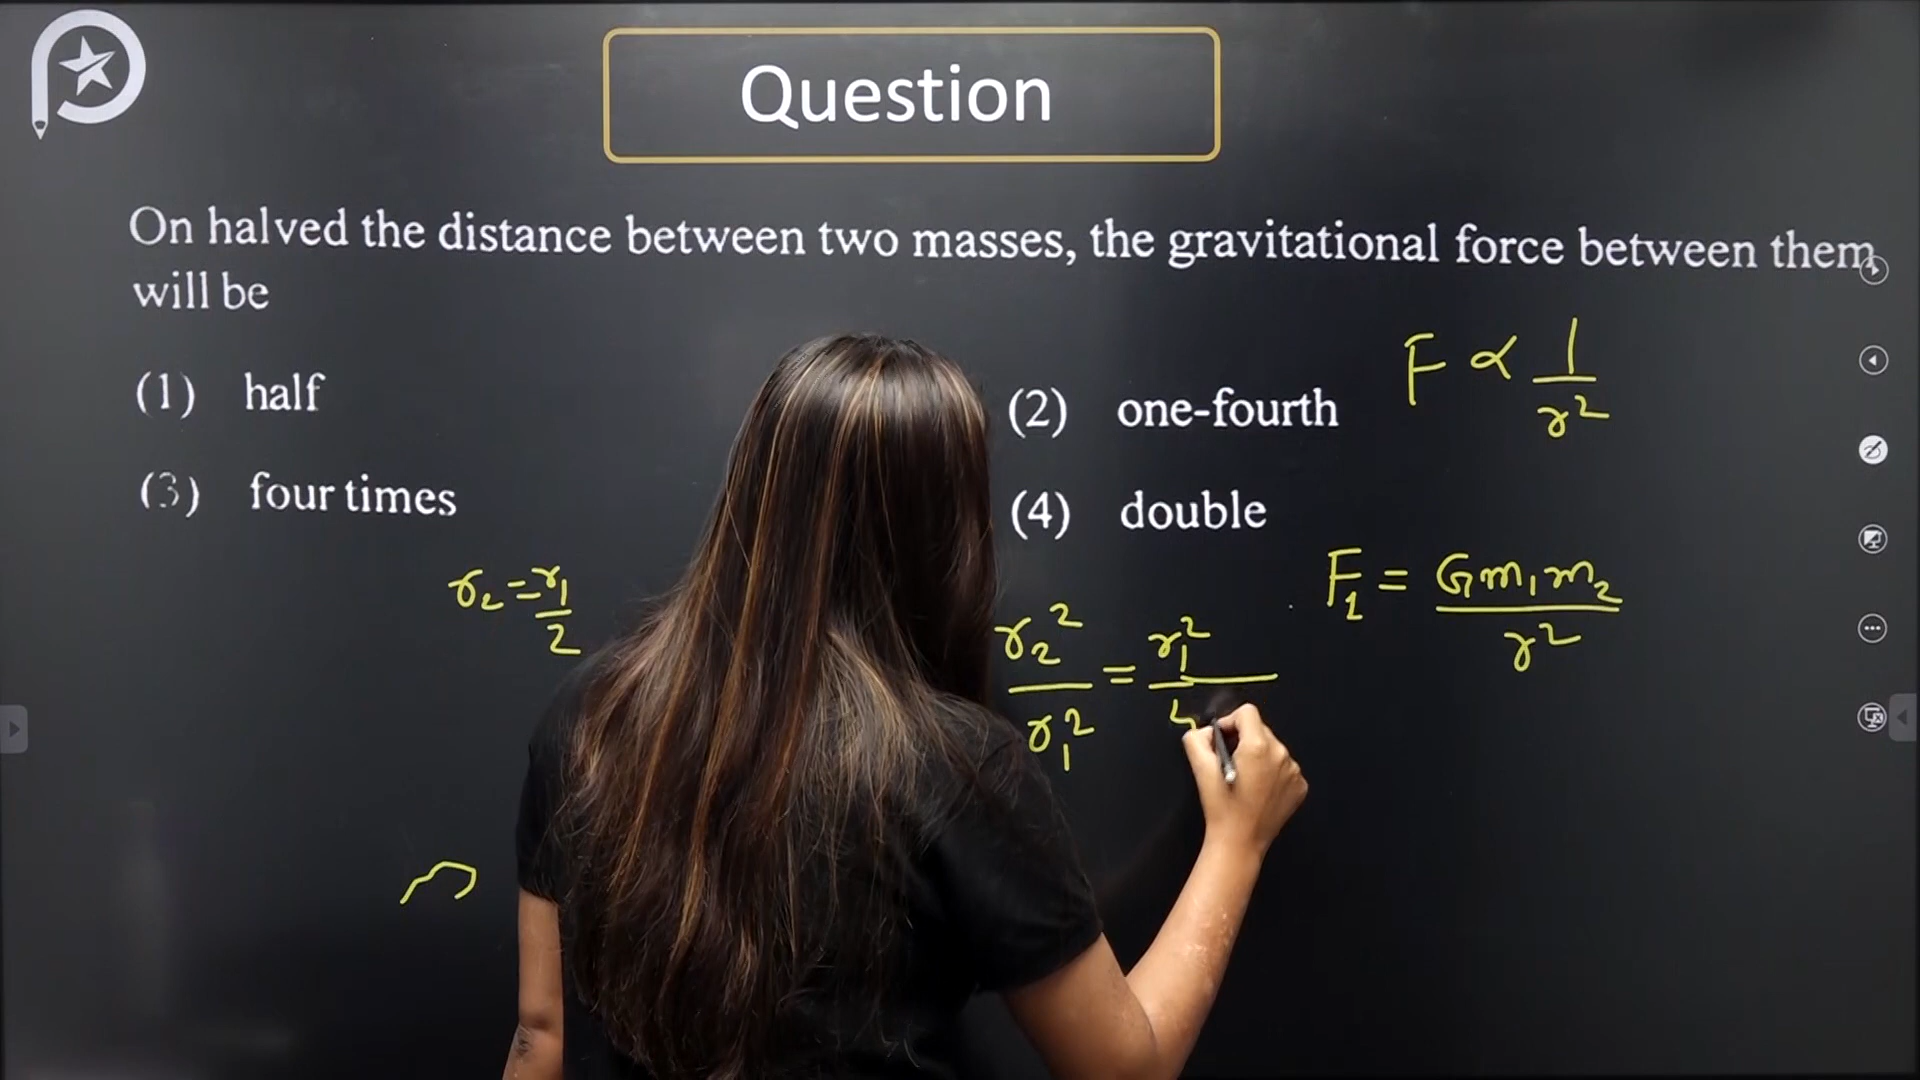 Question
On halved the distance between two masses, the gravitational force between them
will be
(1) half
(2) one-fourth
(3) four times
(4) double
F ∝ 1/r²
r₂ = r₁/2
F₁ = Gm₁m₂/r²
r₂²/r₁² = r₁²/4